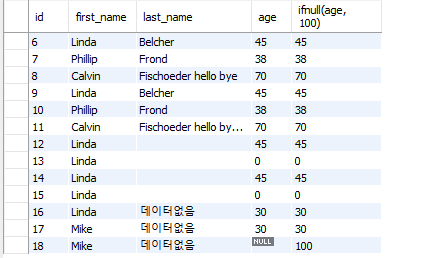 id first_name last_name age ifnull(age,
100)
6 Linda Belcher 45 45
7 Phillip Frond 38 38
8 Calvin Fischoeder hello bye 70 70
9 Linda Belcher 45 45
10 Phillip Frond 38 38
11 Calvin Fischoeder hello by... 70 70
12 Linda 45 45
13 Linda 0 0
14 Linda 45 45
15 Linda 0 0
16 Linda 데이터없음 30 30
17 Mike 데이터없음 30 30
18 Mike 데이터없음 NULL 100